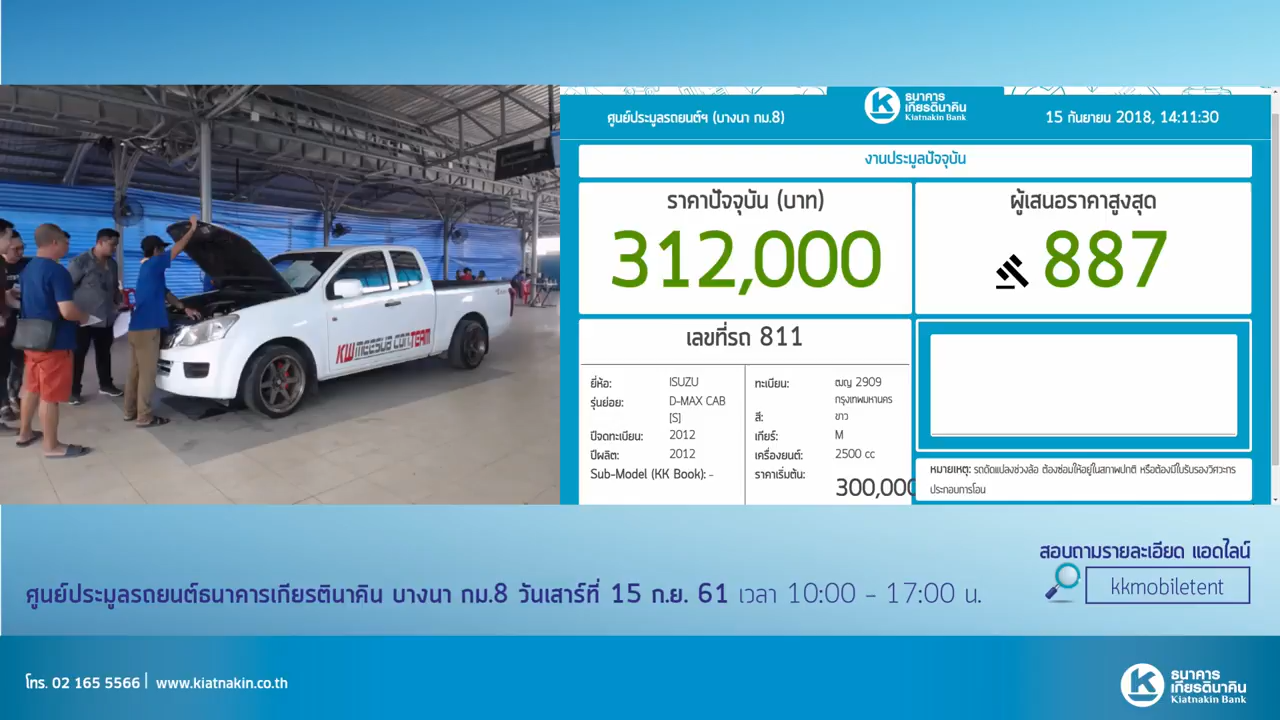 ธนาคาร
เกียรตินาคิน
Kiatnakin Bank
ศูนย์ประมูลรถยนต์ฯ (บางนา กม.8)
15 กันยายน 2018, 14:11:30
งานประมูลปัจจุบัน
ราคาปัจจุบัน (บาท)
312,000
ผู้เสนอราคาสูงสุด
887
เลขที่รถ 811
ยี่ห้อ: ISUZU
รุ่นย่อย: D-MAX CAB
[S]
ปีจดทะเบียน: 2012
ปีผลิต: 2012
Sub-Model (KK Book): -
ทะเบียน: ฒญ 2909
กรุงเทพมหานคร
สี: ขาว
เกียร์: M
เครื่องยนต์: 2500 cc
ราคาเริ่มต้น: 300,000
หมายเหตุ: รถดัดแปลงช่วงล้อ ต้องซ่อมให้อยู่ในสภาพปกติ หรือต้องมีใบรับรองวิศวะกร
ประกอบการโอน
KW MEESUB CON.TEAM
สอบถามรายละเอียด แอดไลน์
kkmobiletent
ศูนย์ประมูลรถยนต์ธนาคารเกียรตินาคิน บางนา กม.8 วันเสาร์ที่ 15 ก.ย. 61 เวลา 10:00 - 17:00 น.
โทร. 02 165 5566 | www.kiatnakin.co.th
ธนาคาร
เกียรตินาคิน
Kiatnakin Bank